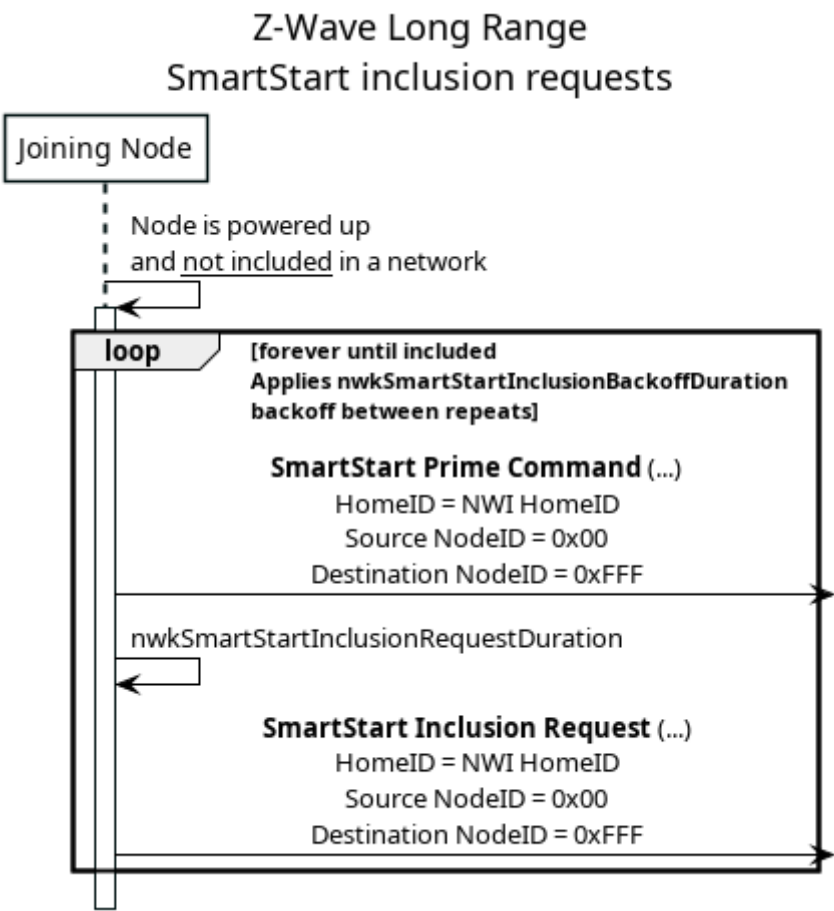 Z-Wave Long Range
SmartStart inclusion requests
Joining Node
Node is powered up
and not included in a network
loop
[forever until included
Applies nwkSmartStartInclusionBackoffDuration
backoff between repeats]
SmartStart Prime Command (...)
HomeID = NWI HomeID
Source NodeID = 0x00
Destination NodeID = 0xFFF
nwkSmartStartInclusionRequestDuration
SmartStart Inclusion Request (...)
HomeID = NWI HomeID
Source NodeID = 0x00
Destination NodeID = 0xFFF